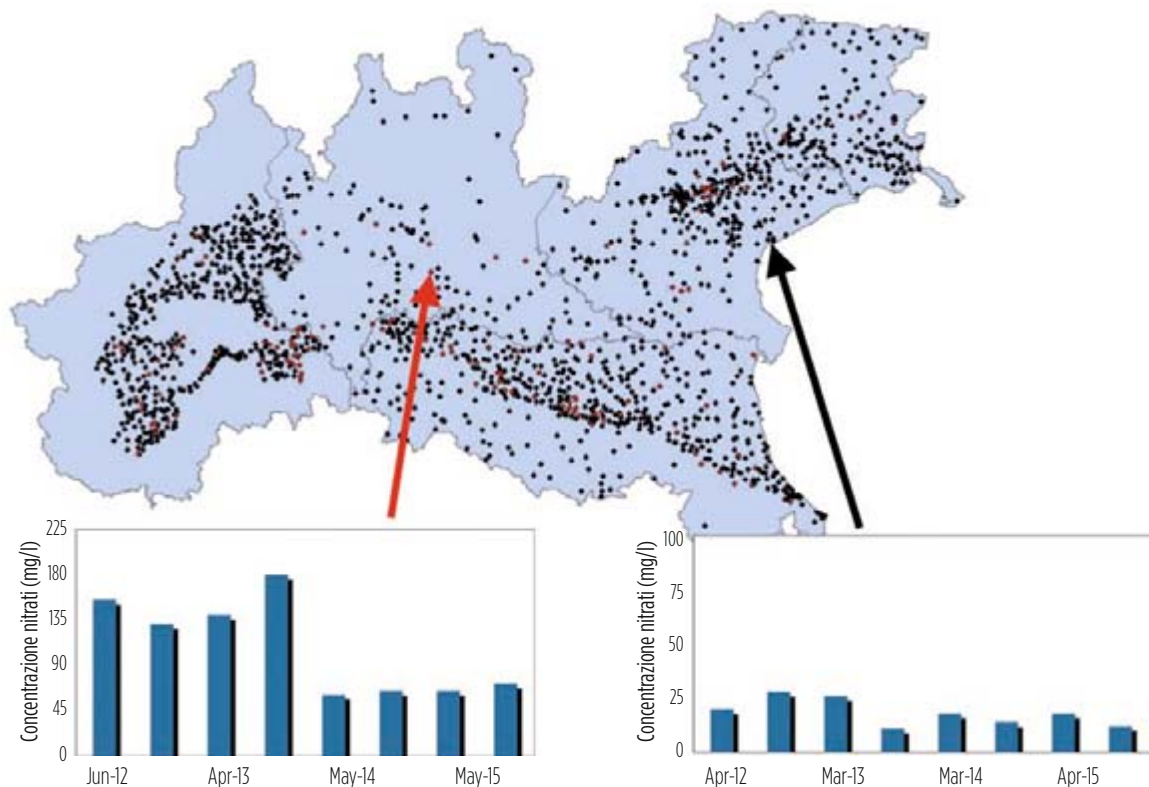 Concentrazione nitrati (mg/l)
225
180
135
90
45
0
Jun-12
Apr-13
May-14
May-15
Concentrazione nitrati (mg/l)
100
75
50
25
0
Apr-12
Mar-13
Mar-14
Apr-15